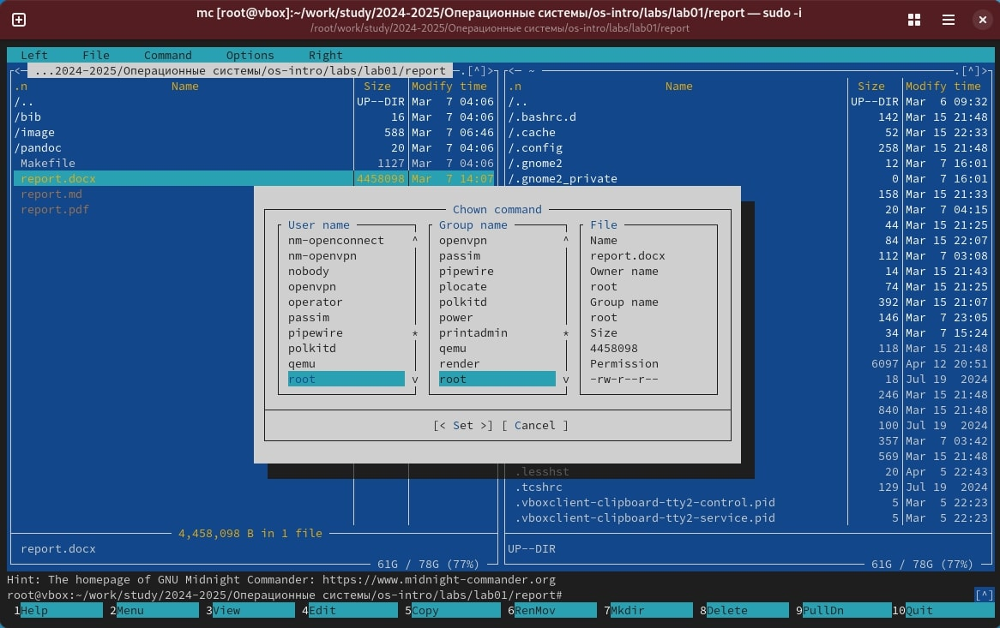 mc [root@vbox]:~/work/study/2024-2025/Операционные системы/os-intro/labs/lab01/report — sudo -i
/root/work/study/2024-2025/Операционные системы/os-intro/labs/lab01/report
Left File Command Options Right
<— ...2024-2025/Операционные системы/os-intro/labs/lab01/report —.[^]> <— ~ —.[^]>
.n Name Size Modify time .n Name Size Modify time
/.. UP--DIR Mar 7 04:06 /.. UP--DIR Mar 6 09:32
/bib 16 Mar 7 04:06 /.bashrc.d 142 Mar 15 21:48
/image 588 Mar 7 06:46 /.cache 52 Mar 15 22:33
/pandoc 20 Mar 7 04:06 /.config 258 Mar 15 21:48
Makefile 1127 Mar 7 04:06 /.gnome2 12 Mar 7 16:01
report.docx 4458098 Mar 7 14:07 /.gnome2_private 0 Mar 7 16:01
report.md 158 Mar 15 21:33
report.pdf Chown command 20 Mar 7 04:15
User name Group name File 44 Mar 15 21:25
nm-openconnect ^ openvpn ^ Name 84 Mar 15 22:07
nm-openvpn passim report.docx 112 Mar 7 03:08
nobody pipewire Owner name 14 Mar 15 21:43
openvpn plocate root 74 Mar 15 21:25
operator polkitd Group name 392 Mar 15 21:07
passim power root 146 Mar 7 23:05
pipewire * printadmin * Size 34 Mar 7 15:24
polkitd qemu 4458098 118 Mar 15 21:48
qemu render Permission 6097 Apr 12 20:51
root v root v -rw-r--r-- 18 Jul 19 2024
246 Mar 15 21:48
840 Mar 15 21:48
[< Set >] [ Cancel ] 100 Jul 19 2024
357 Mar 7 03:42
569 Mar 15 21:48
.lesshst 20 Apr 5 22:43
.tcshrc 129 Jul 19 2024
.vboxclient-clipboard-tty2-control.pid 5 Mar 5 22:23
.vboxclient-clipboard-tty2-service.pid 5 Mar 5 22:23
4,458,098 B in 1 file
report.docx UP--DIR
61G / 78G (77%) 61G / 78G (77%)
Hint: The homepage of GNU Midnight Commander: https://www.midnight-commander.org
root@vbox:~/work/study/2024-2025/Операционные системы/os-intro/labs/lab01/report# [^]
1Help 2Menu 3View 4Edit 5Copy 6RenMov 7Mkdir 8Delete 9PullDn 10Quit